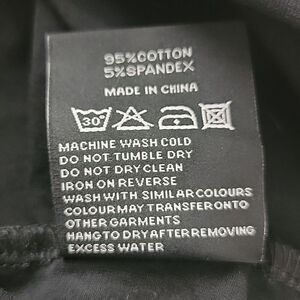 95%COTTON
5%SPANDEX
MADE IN CHINA
30°
MACHINE WASH COLD
DO NOT TUMBLE DRY
DO NOT DRY CLEAN
IRON ON REVERSE
WASH WITH SIMILAR COLOURS
COLOUR MAY TRANSFER ONTO
OTHER GARMENTS
HANG TO DRY AFTER REMOVING
EXCESS WATER